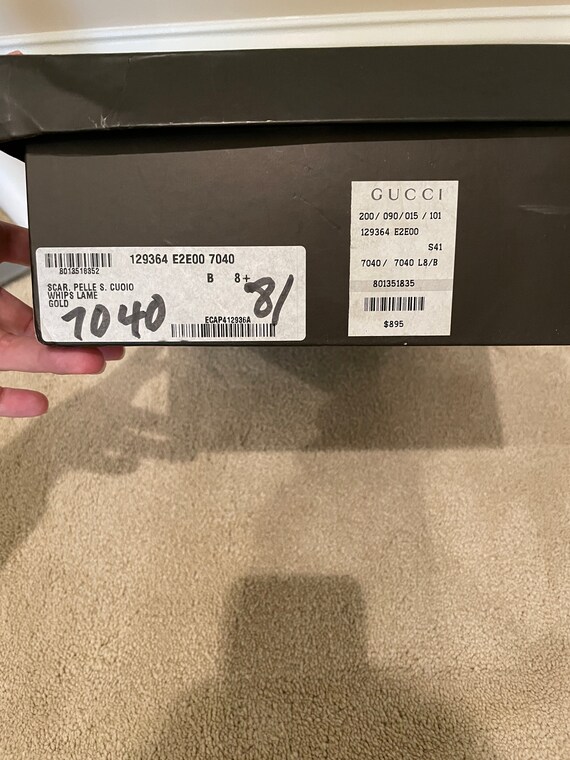 129364 E2E00 7040
8013518352
B 8+
SCAR. PELLE S. CUOIO
WHIPS LAME
GOLD
7040
8/
ECAP412936A
GUCCI
200/ 090/015 / 101
129364 E2E00
S41
7040/ 7040 L8/B
801351835
$895